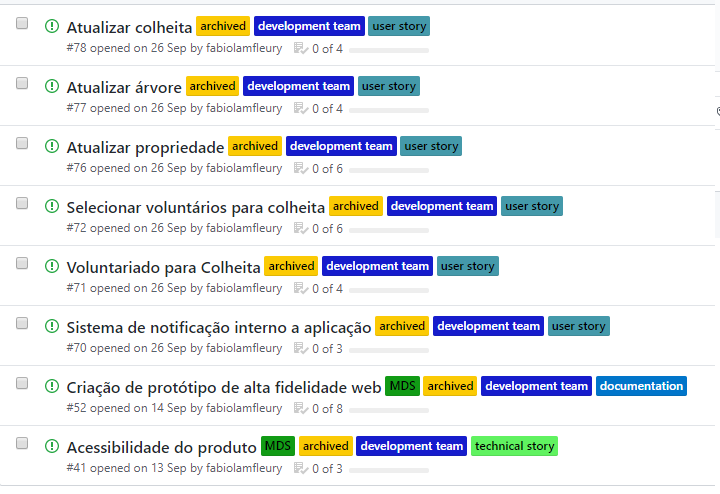 Atualizar colheita archived development team user story
#78 opened on 26 Sep by fabiolamfleury 0 of 4
Atualizar árvore archived development team user story
#77 opened on 26 Sep by fabiolamfleury 0 of 4
Atualizar propriedade archived development team user story
#76 opened on 26 Sep by fabiolamfleury 0 of 6
Selecionar voluntários para colheita archived development team user story
#72 opened on 26 Sep by fabiolamfleury 0 of 6
Voluntariado para Colheita archived development team user story
#71 opened on 26 Sep by fabiolamfleury 0 of 4
Sistema de notificação interno a aplicação archived development team user story
#70 opened on 26 Sep by fabiolamfleury 0 of 3
Criação de protótipo de alta fidelidade web MDS archived development team documentation
#52 opened on 14 Sep by fabiolamfleury 0 of 8
Acessibilidade do produto MDS archived development team technical story
#41 opened on 13 Sep by fabiolamfleury 0 of 3